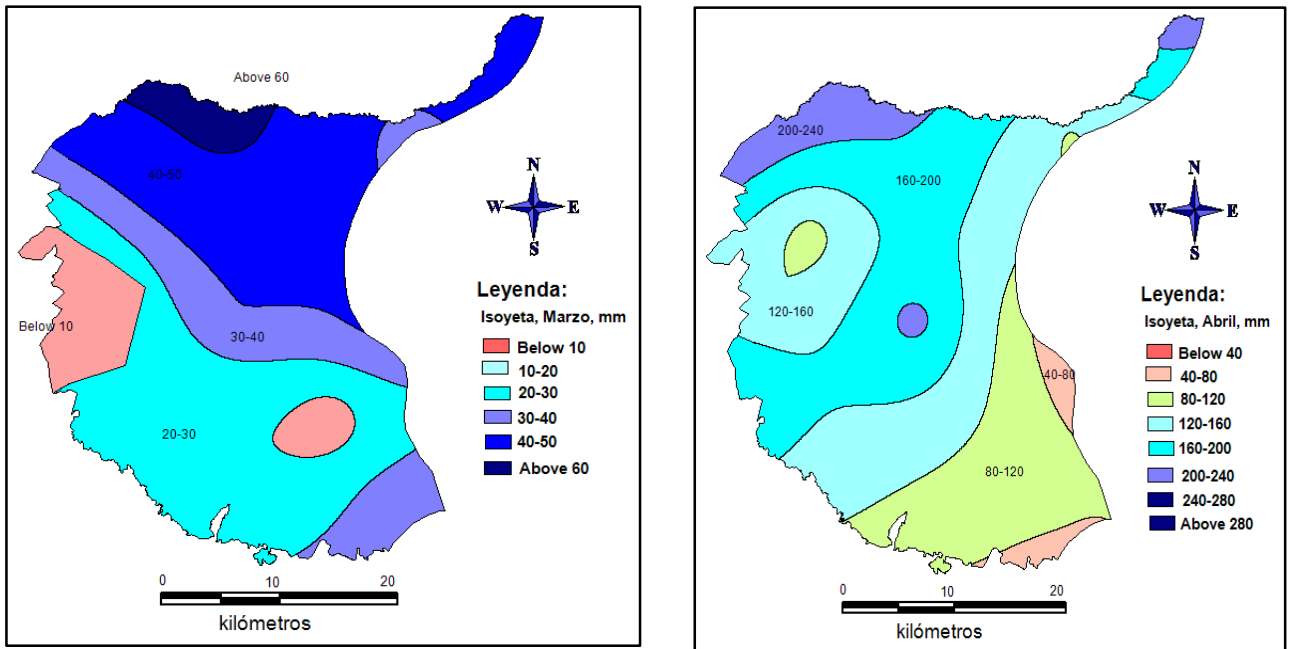 Above 60
40-50
Below 10
30-40
20-30
N
W E
S
Leyenda:
Isoyeta, Marzo, mm
Below 10
10-20
20-30
30-40
40-50
Above 60
0 10 20
kilómetros
200-240
160-200
120-160
40-80
80-120
N
W E
S
Leyenda:
Isoyeta, Abril, mm
Below 40
40-80
80-120
120-160
160-200
200-240
240-280
Above 280
0 10 20
kilómetros